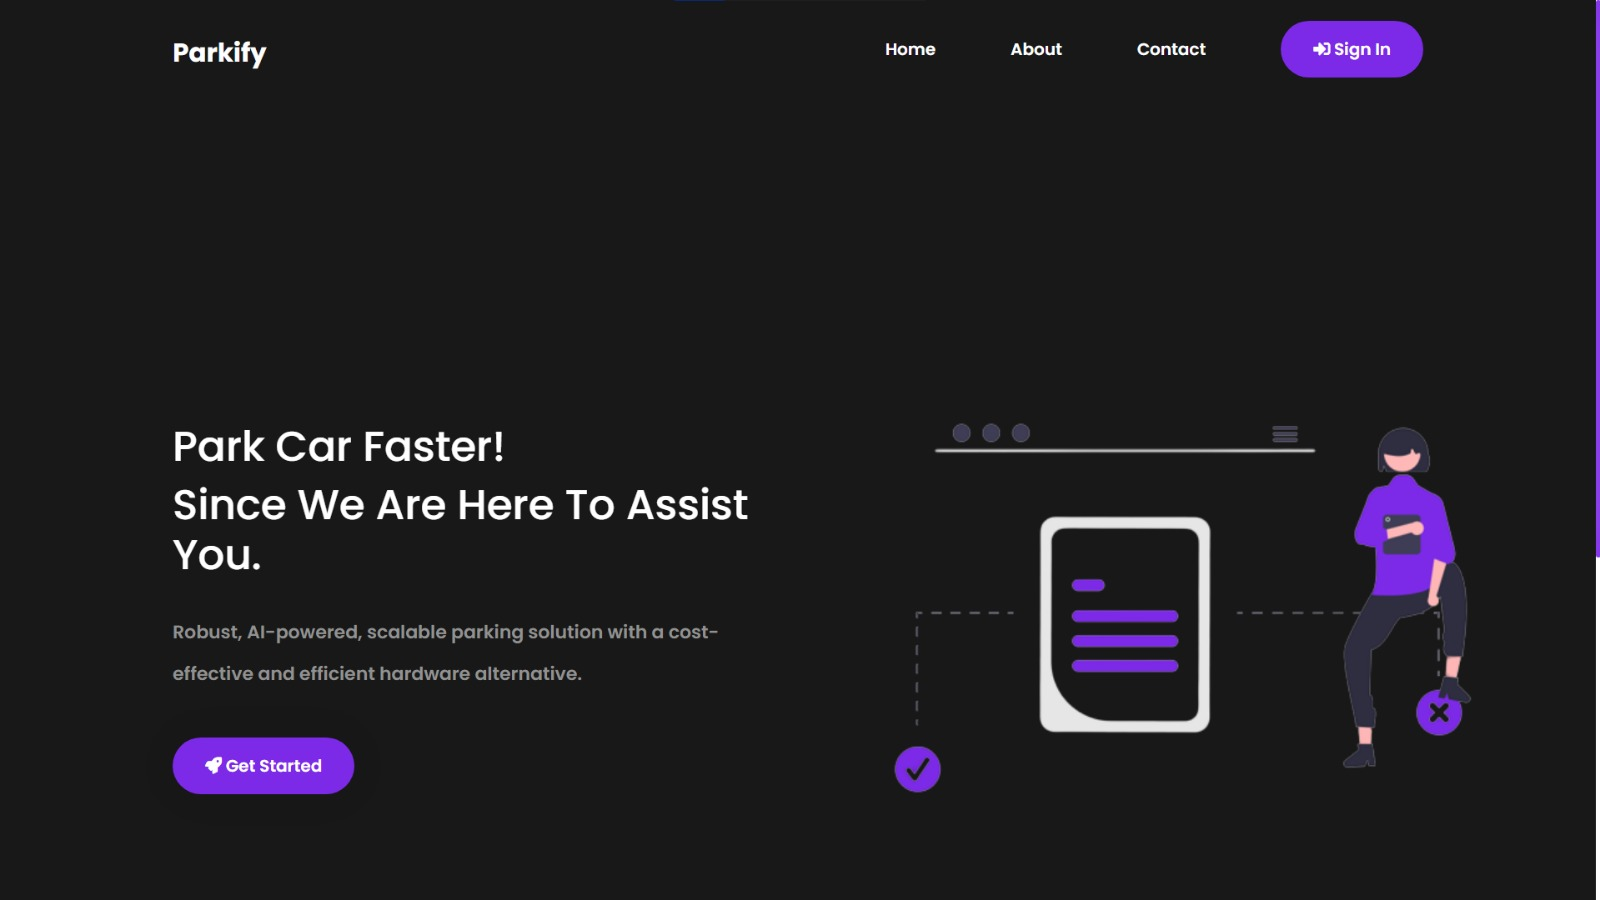 Parkify
Home
About
Contact
Sign In
Park Car Faster!
Since We Are Here To Assist
You.
Robust, AI-powered, scalable parking solution with a cost-
effective and efficient hardware alternative.
Get Started